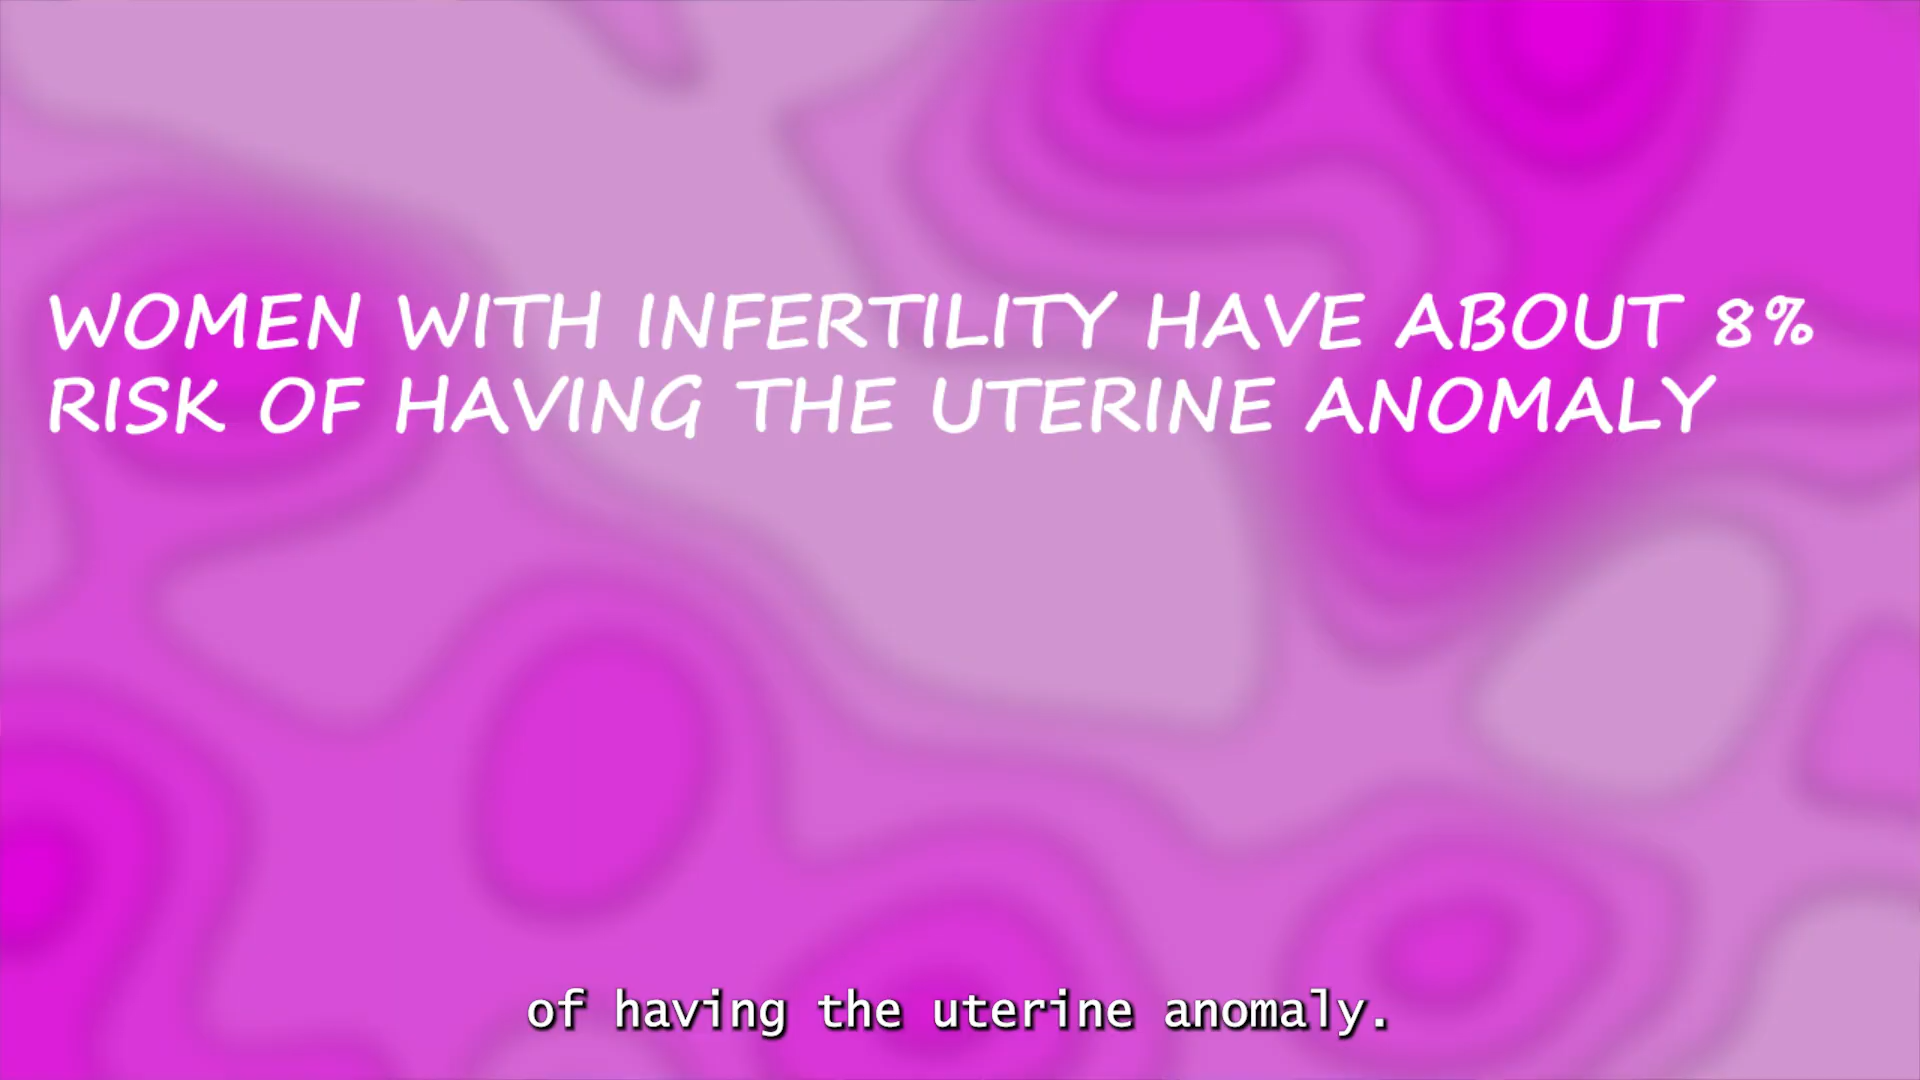 WOMEN WITH INFERTILITY HAVE ABOUT 8%
RISK OF HAVING THE UTERINE ANOMALY
of having the uterine anomaly.